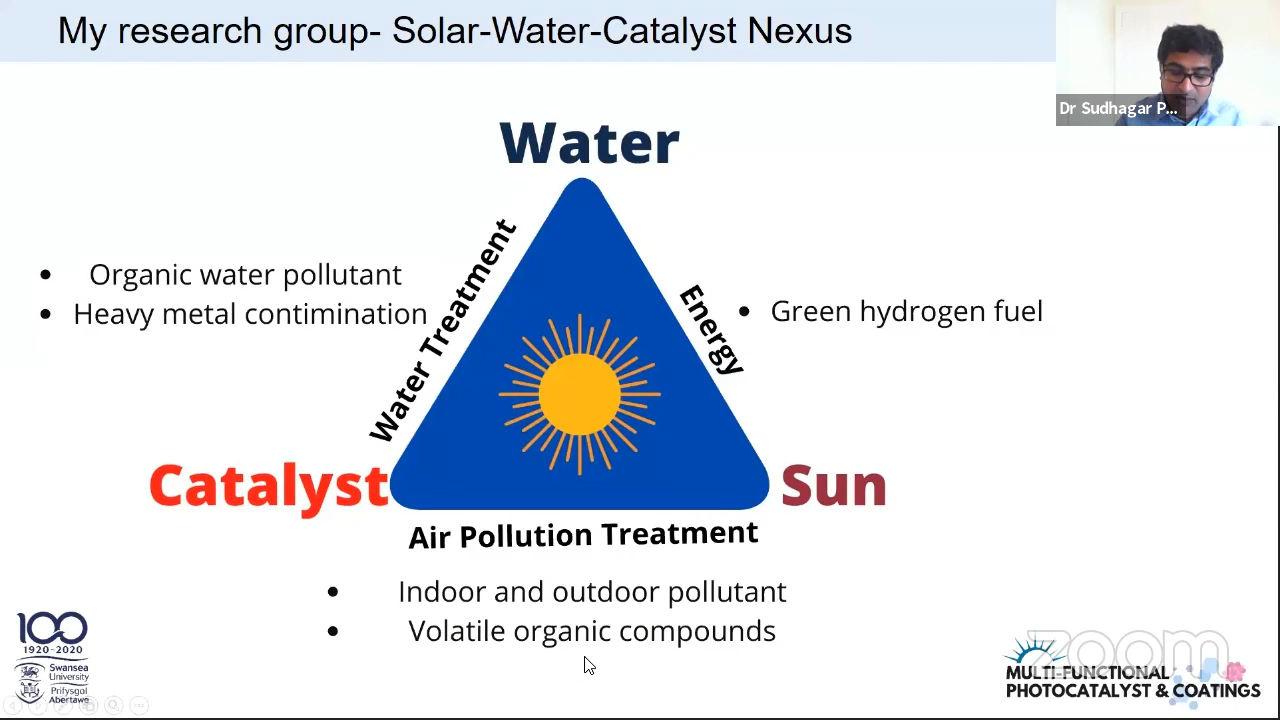 My research group- Solar-Water-Catalyst Nexus
Dr Sudhagar P...
Water
Water Treatment
Energy
• Organic water pollutant
• Heavy metal contimination
• Green hydrogen fuel
Catalyst
Sun
Air Pollution Treatment
• Indoor and outdoor pollutant
• Volatile organic compounds
100
1920-2020
Swansea
University
Prifysgol
Abertawe
zoom
MULTI-FUNCTIONAL
PHOTOCATALYST & COATINGS